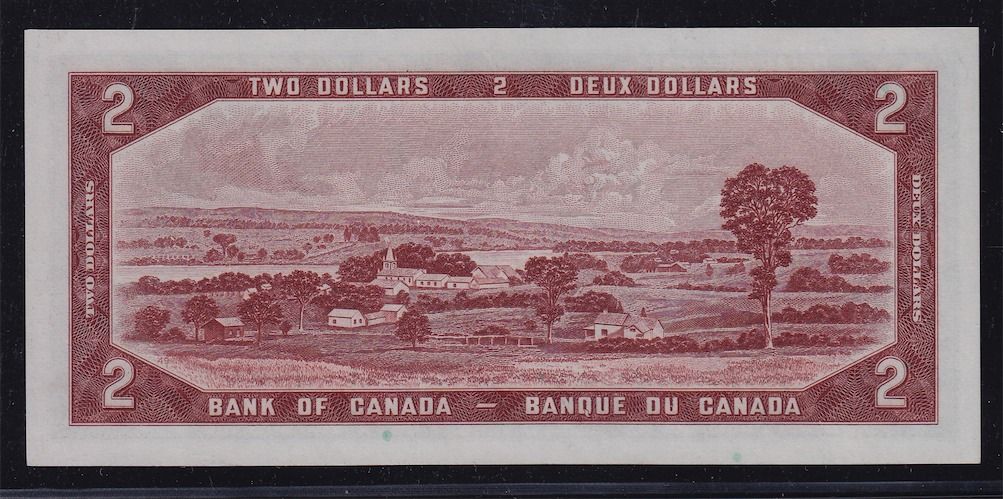 TWO DOLLARS 2 DEUX DOLLARS
2
2
TWO DOLLARS
DEUX DOLLARS
2
2
BANK OF CANADA – BANQUE DU CANADA